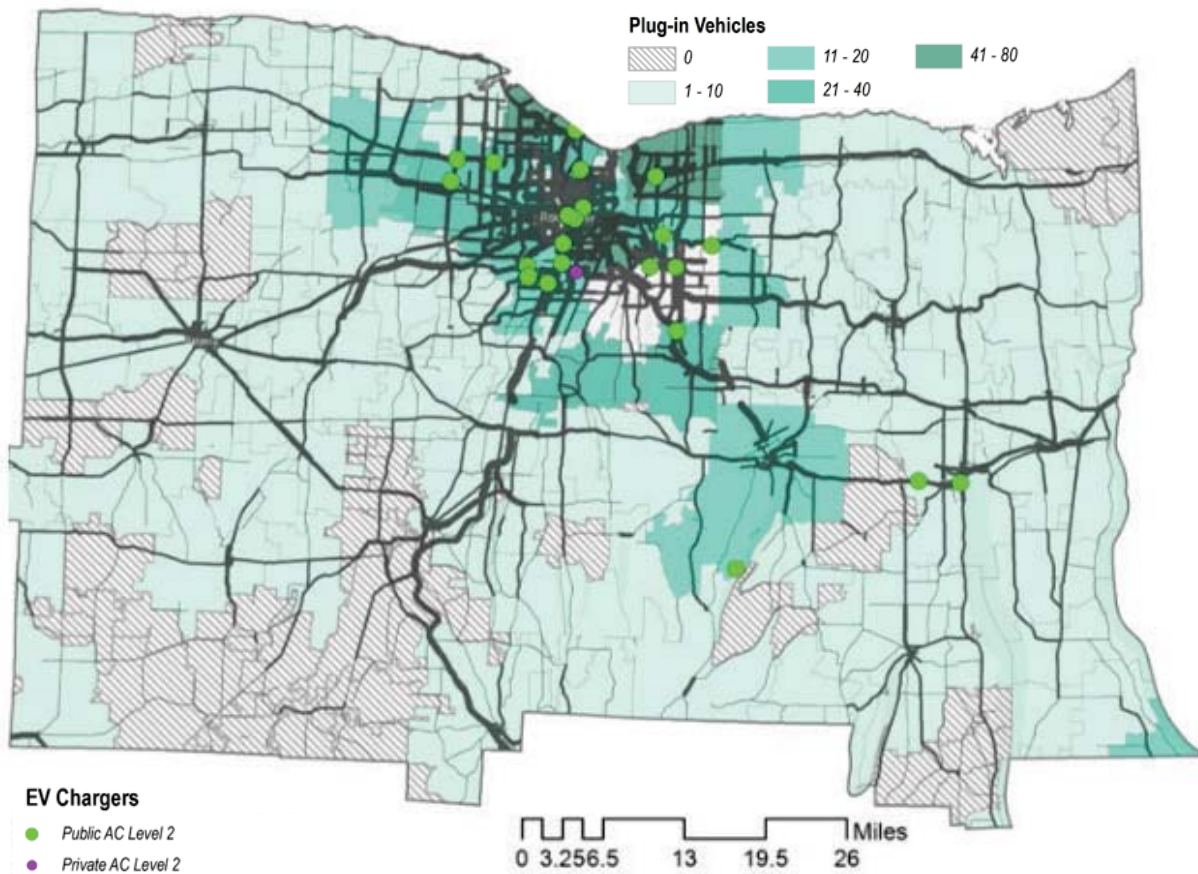 Plug-in Vehicles
0
11 - 20
41 - 80
1 - 10
21 - 40
EV Chargers
Public AC Level 2
Private AC Level 2
Miles
0 3.25 6.5 13 19.5 26